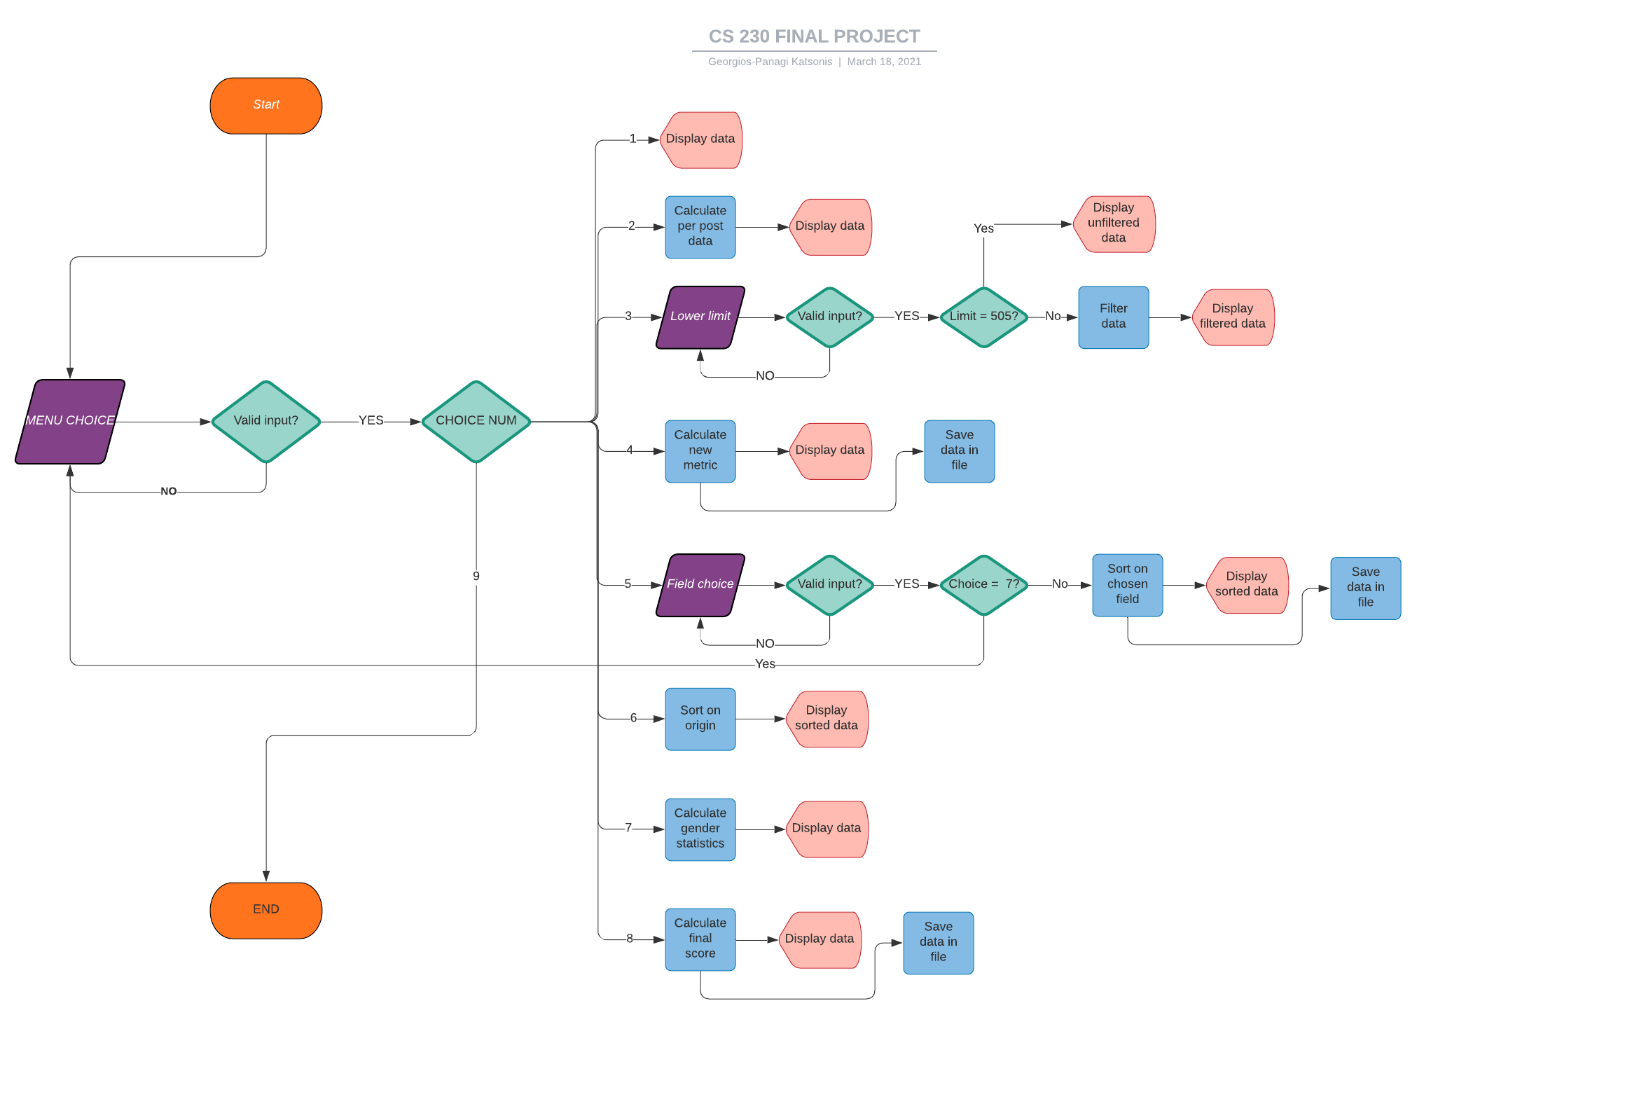 CS 230 FINAL PROJECT
Georgios-Panagi Katsonis | March 18, 2021
Start
MENU CHOICE
Valid input?
YES
NO
CHOICE NUM
9
END
1
Display data
2
Calculate
per post
data
Display data
3
Lower limit
Valid input?
NO
YES
Limit = 505?
Yes
Display
unfiltered
data
No
Filter
data
Display
filtered data
4
Calculate
new
metric
Display data
Save
data in
file
5
Field choice
Valid input?
NO
YES
Choice = 7?
Yes
No
Sort on
chosen
field
Display
sorted data
Save
data in
file
6
Sort on
origin
Display
sorted data
7
Calculate
gender
statistics
Display data
8
Calculate
final
score
Display data
Save
data in
file